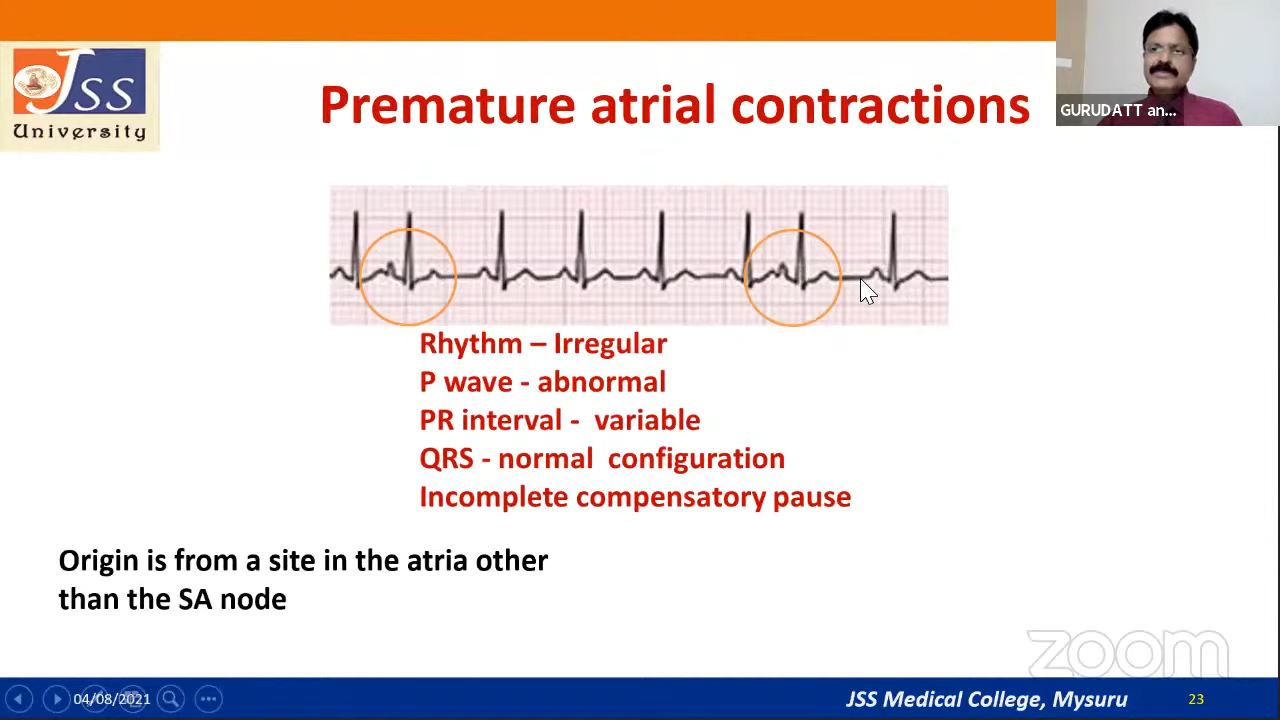 JSS
University
Premature atrial contractions
GURUDATT an...
Rhythm – Irregular
P wave - abnormal
PR interval - variable
QRS - normal configuration
Incomplete compensatory pause
Origin is from a site in the atria other
than the SA node
zoom
04/08/2021
JSS Medical College, Mysuru
23